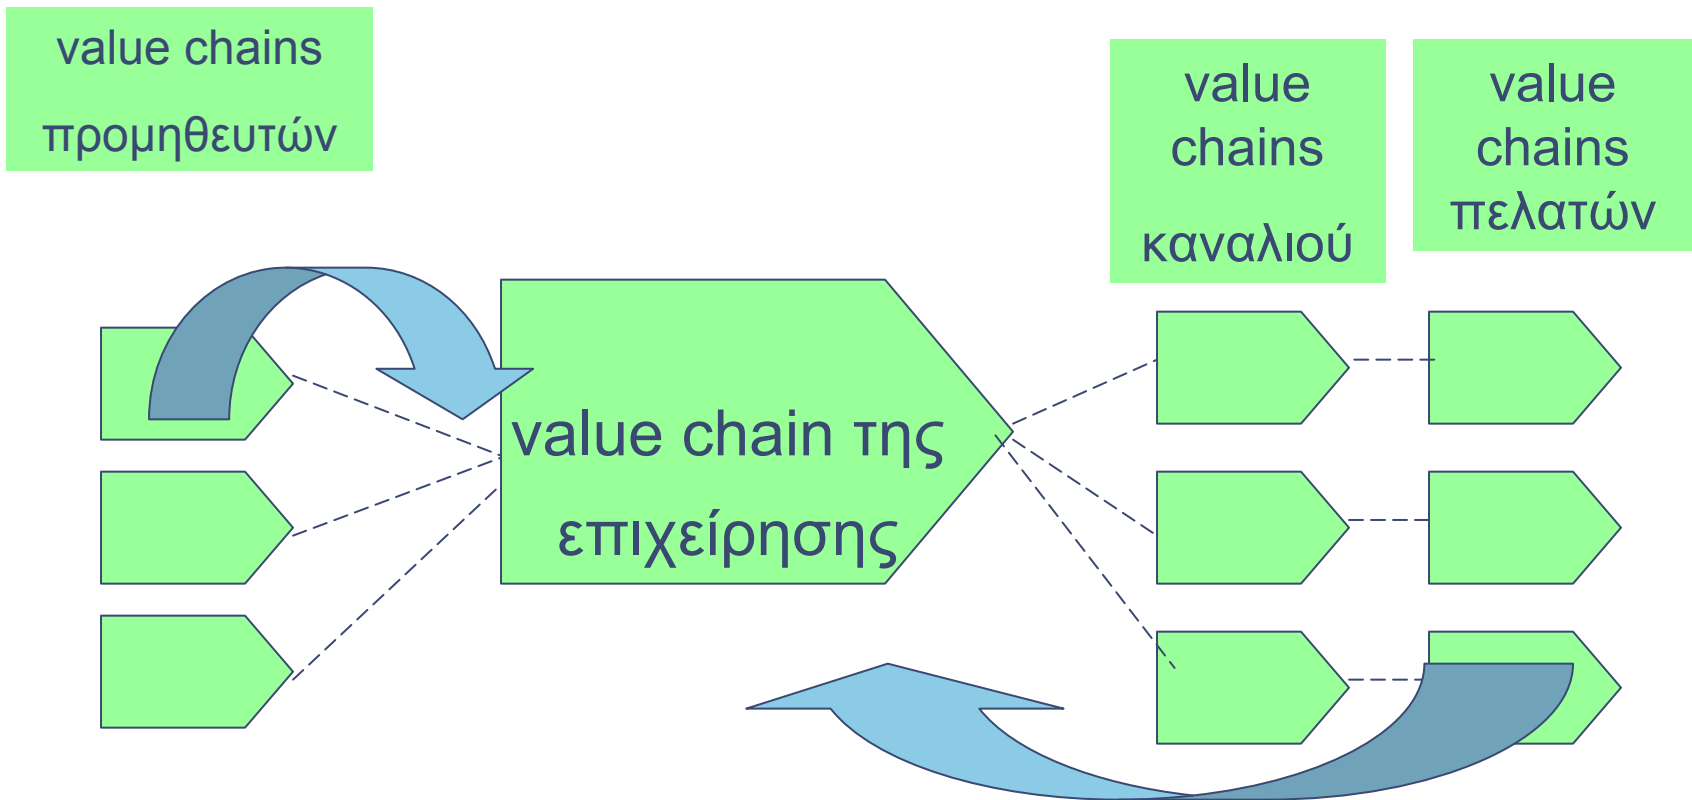 value chains
προμηθευτών
value
chains
καναλιού
value
chains
πελατών
value chain της
επιχείρησης